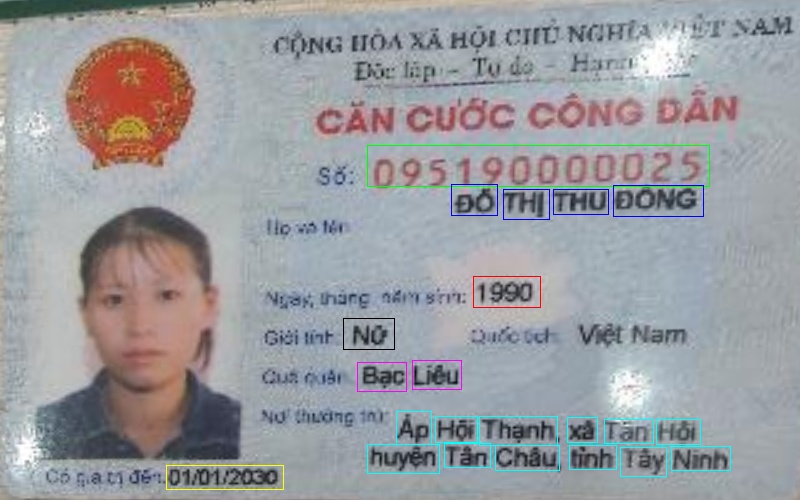 CỘNG HÒA XÃ HỘI CHỦ NGHĨA VIỆT NAM
Độc lập - Tự do - Hạnh phúc
CĂN CƯỚC CÔNG DÂN
Số: 095190000025
ĐỖ THỊ THU ĐÔNG
Họ và tên:
Ngày, tháng, năm sinh: 1990
Giới tính: Nữ Quốc tịch: Việt Nam
Quê quán: Bạc Liêu
Nơi thường trú: Ấp Hội Thạnh, xã Tân Hội
huyện Tân Châu, tỉnh Tây Ninh
Có giá trị đến: 01/01/2030